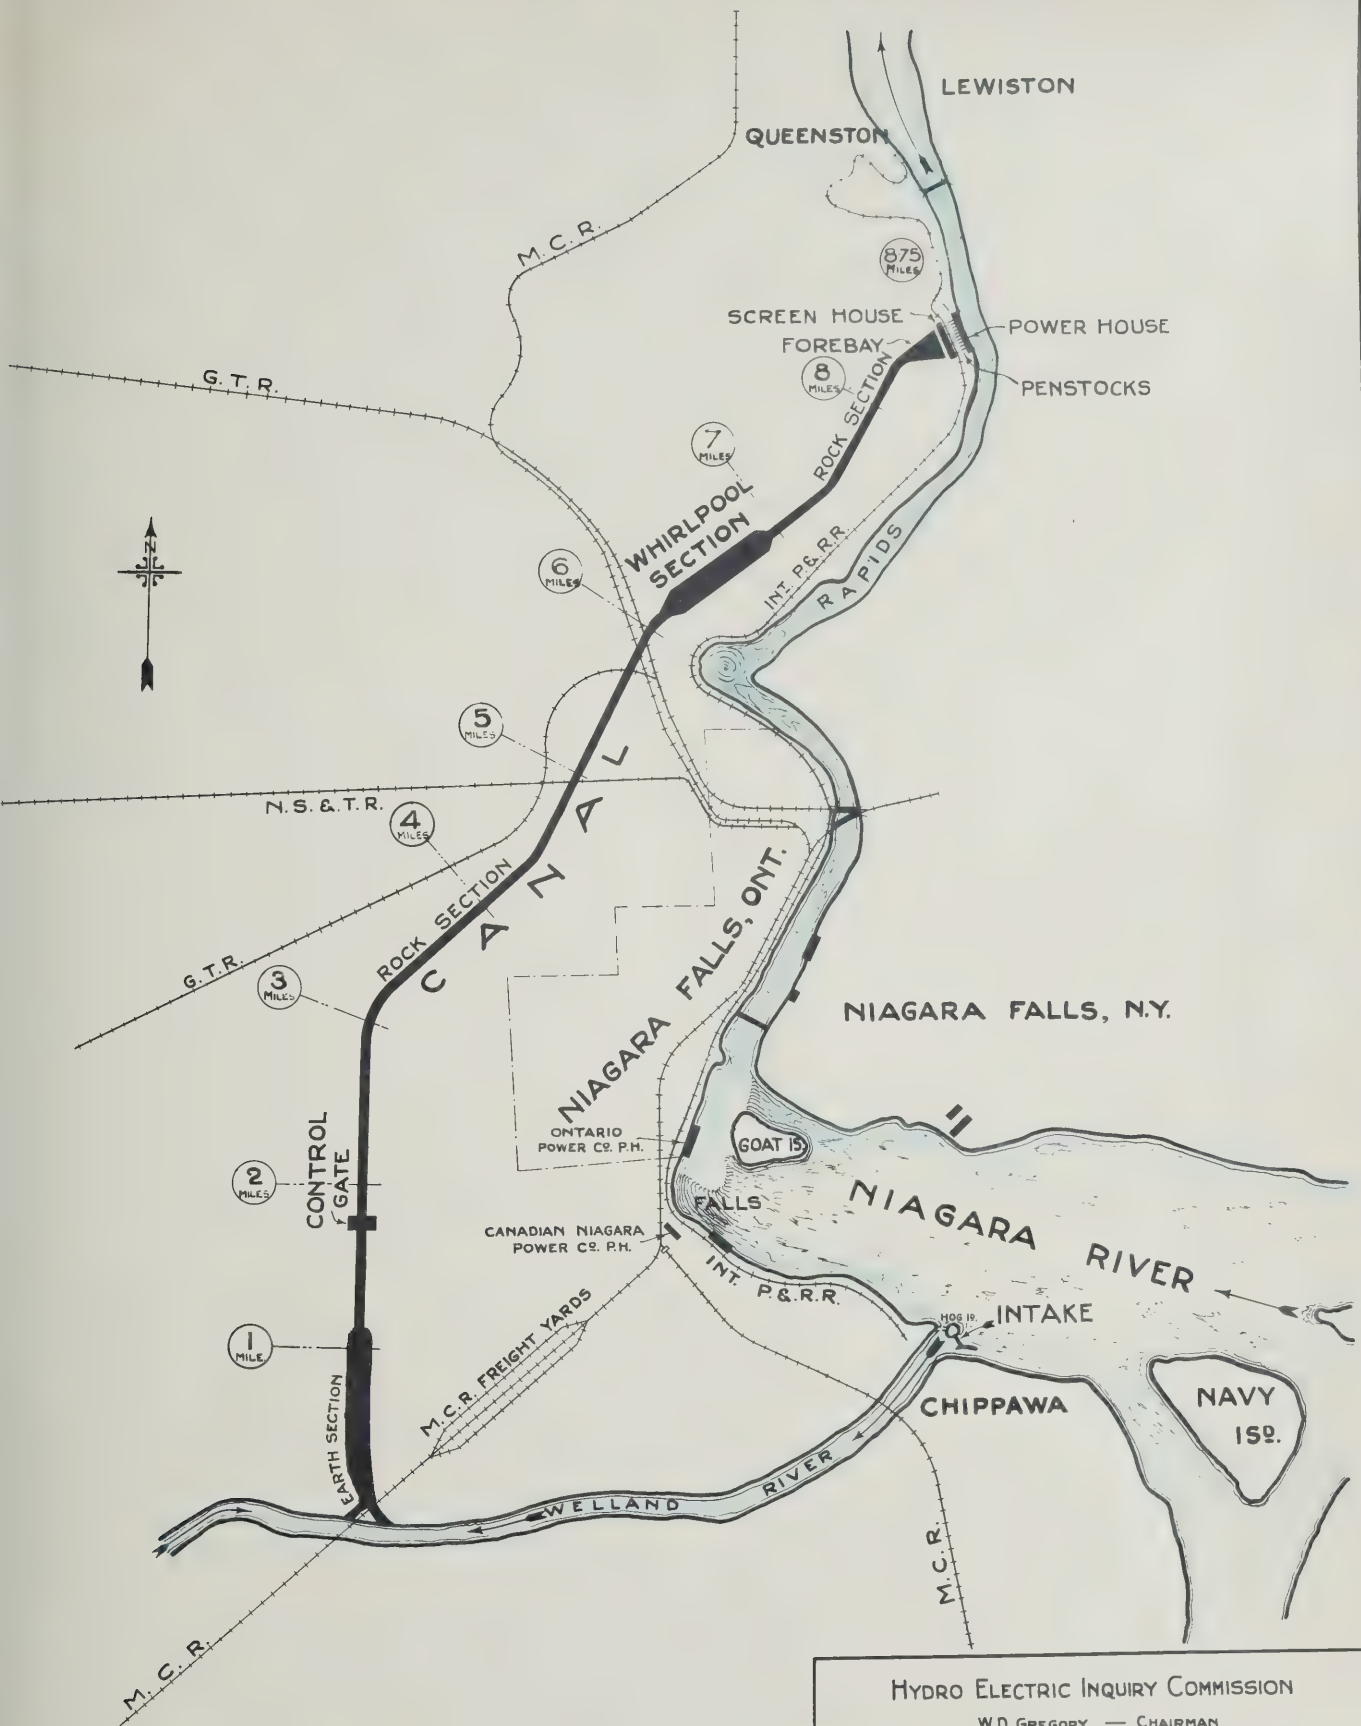 LEWISTON
QUEENSTON
M.C.R.
875
MILES
SCREEN HOUSE
POWER HOUSE
FOREBAY
PENSTOCKS
8
MILES
ROCK SECTION
G.T.R.
7
MILES
WHIRLPOOL
SECTION
6
MILES
INT. P.& R.R.
RAPIDS
N
5
MILES
N.S.&.T.R.
4
MILES
CANAL
ROCK SECTION
G.T.R.
3
MILES
NIAGARA FALLS, ONT.
NIAGARA FALLS, N.Y.
ONTARIO
POWER Co. P.H.
GOAT IS.
CONTROL
GATE
2
MILES
FALLS
NIAGARA RIVER
CANADIAN NIAGARA
POWER Co. P.H.
INT. P.&.R.R.
HOG IS.
INTAKE
1
MILE
M.C.R. FREIGHT YARDS
CHIPPAWA
NAVY
ISD.
EARTH SECTION
WELLAND RIVER
M.C.R.
M.C.R.
HYDRO ELECTRIC INQUIRY COMMISSION
W.D. GREGORY — CHAIRMAN